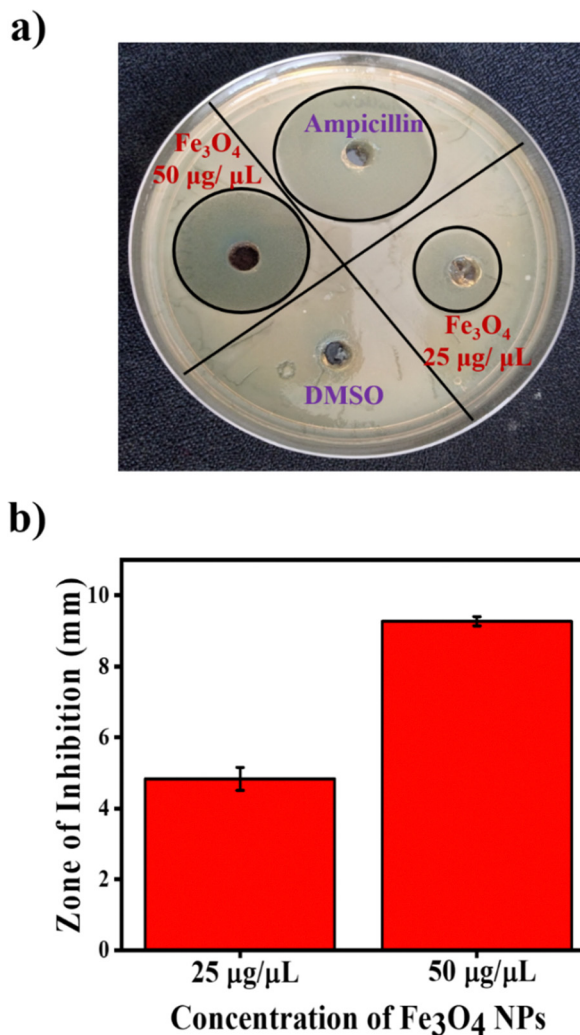 a)
Ampicillin
Fe₃O₄
50 µg/ µL
Fe₃O₄
25 µg/ µL
DMSO
b)
Zone of Inhibition (mm)
10
8
6
4
2
0
25 µg/µL
50 µg/µL
Concentration of Fe₃O₄ NPs